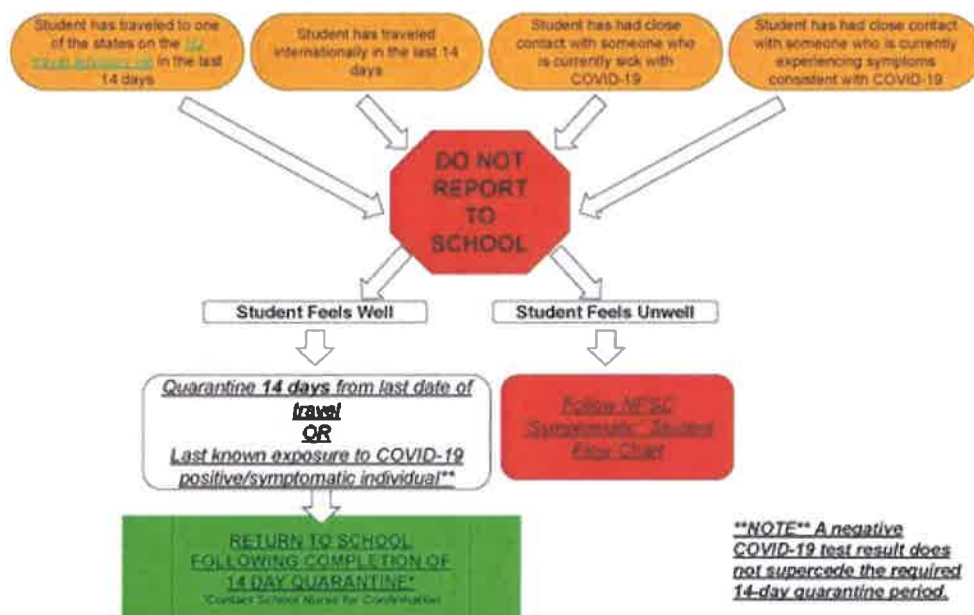 Student has traveled to one
of the states on the
in the last
14 days
Student has traveled
internationally in the last 14
days
Student has had close
contact with someone who
is currently sick with
COVID-19
Student has had close contact
with someone who is currently
experiencing symptoms
consistent with COVID-19
DO NOT
REPORT
TO
SCHOOL
Student Feels Well
Student Feels Unwell
Quarantine 14 days from last date of
travel
OR
Last known exposure to COVID-19
positive/symptomatic individual**
Follow NFSC
"Symptomatic" Student
Flow Chart
RETURN TO SCHOOL
FOLLOWING COMPLETION OF
14 DAY QUARANTINE*
*Contact School Nurse for Confirmation
**NOTE** A negative
COVID-19 test result does
not supercede the required
14-day quarantine period.